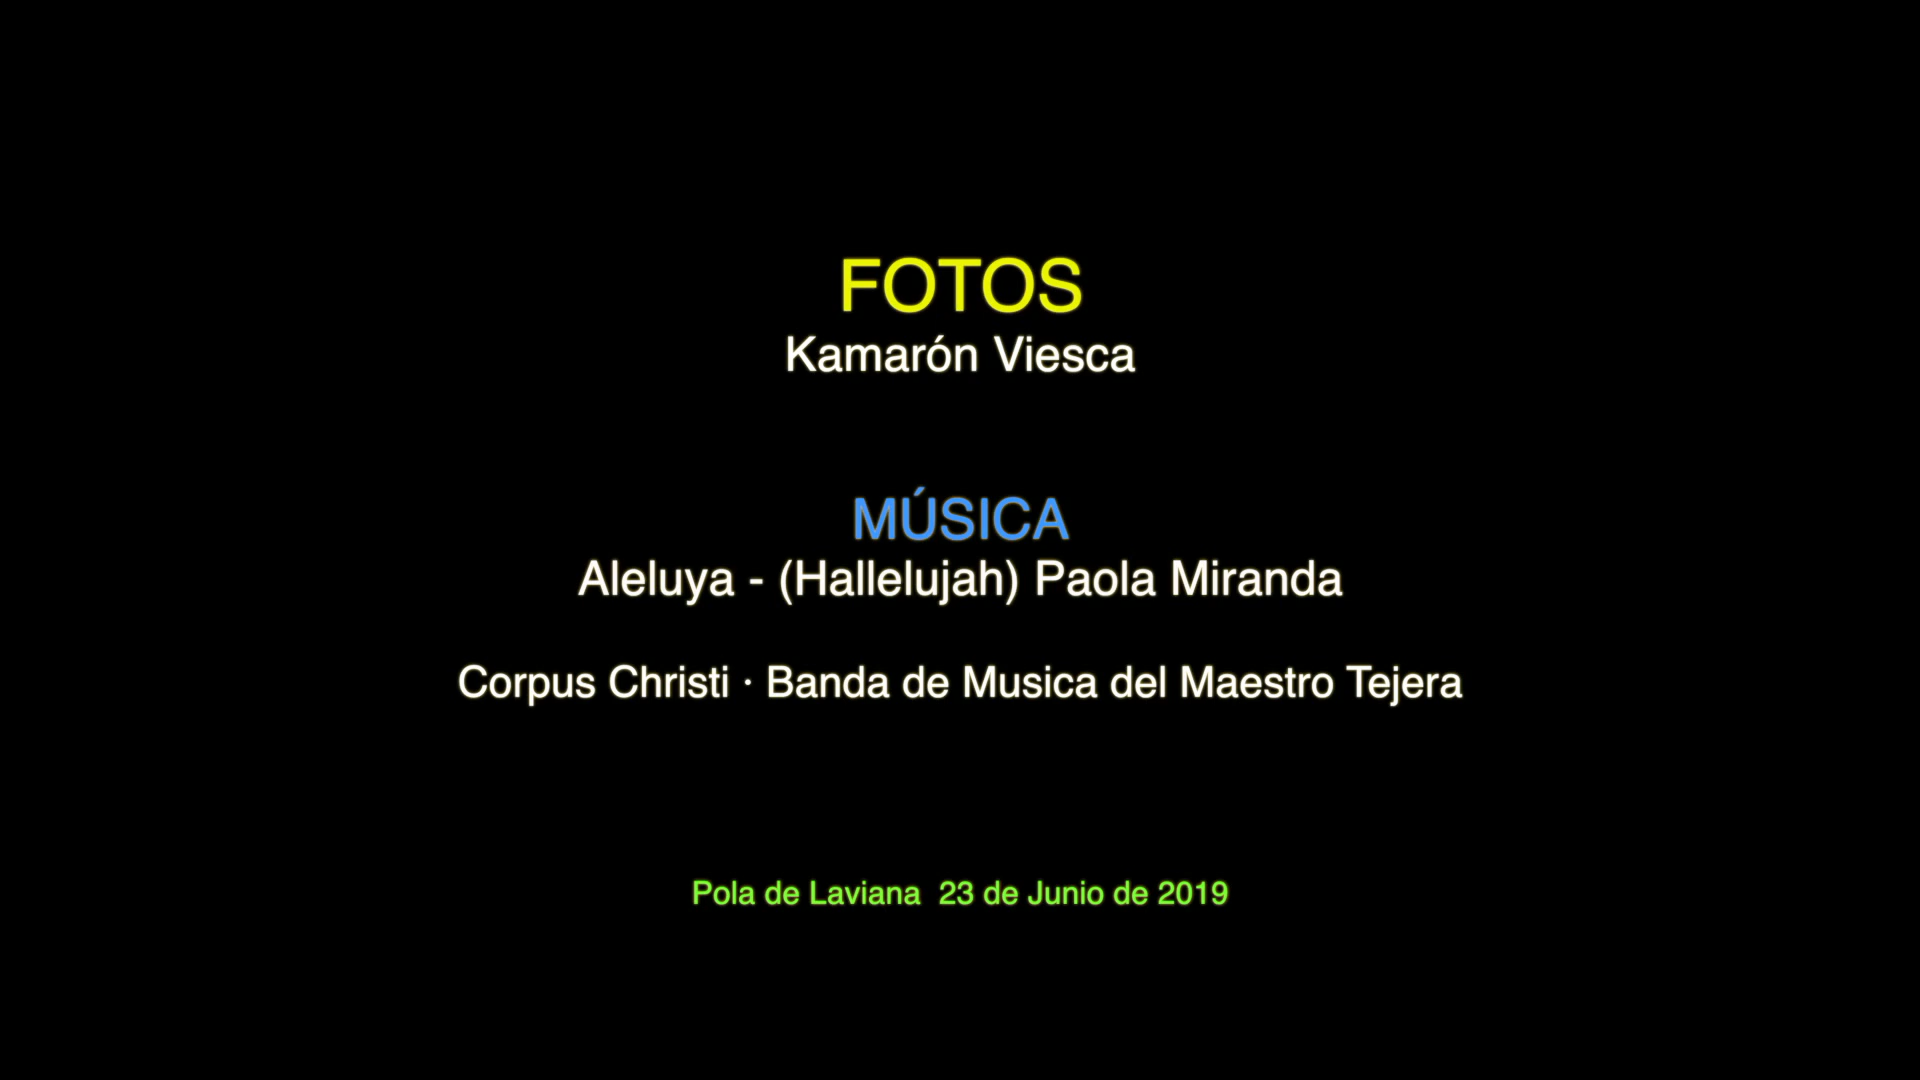 FOTOS
Kamarón Viesca
MÚSICA
Aleluya - (Hallelujah) Paola Miranda
Corpus Christi · Banda de Musica del Maestro Tejera
Pola de Laviana  23 de Junio de 2019